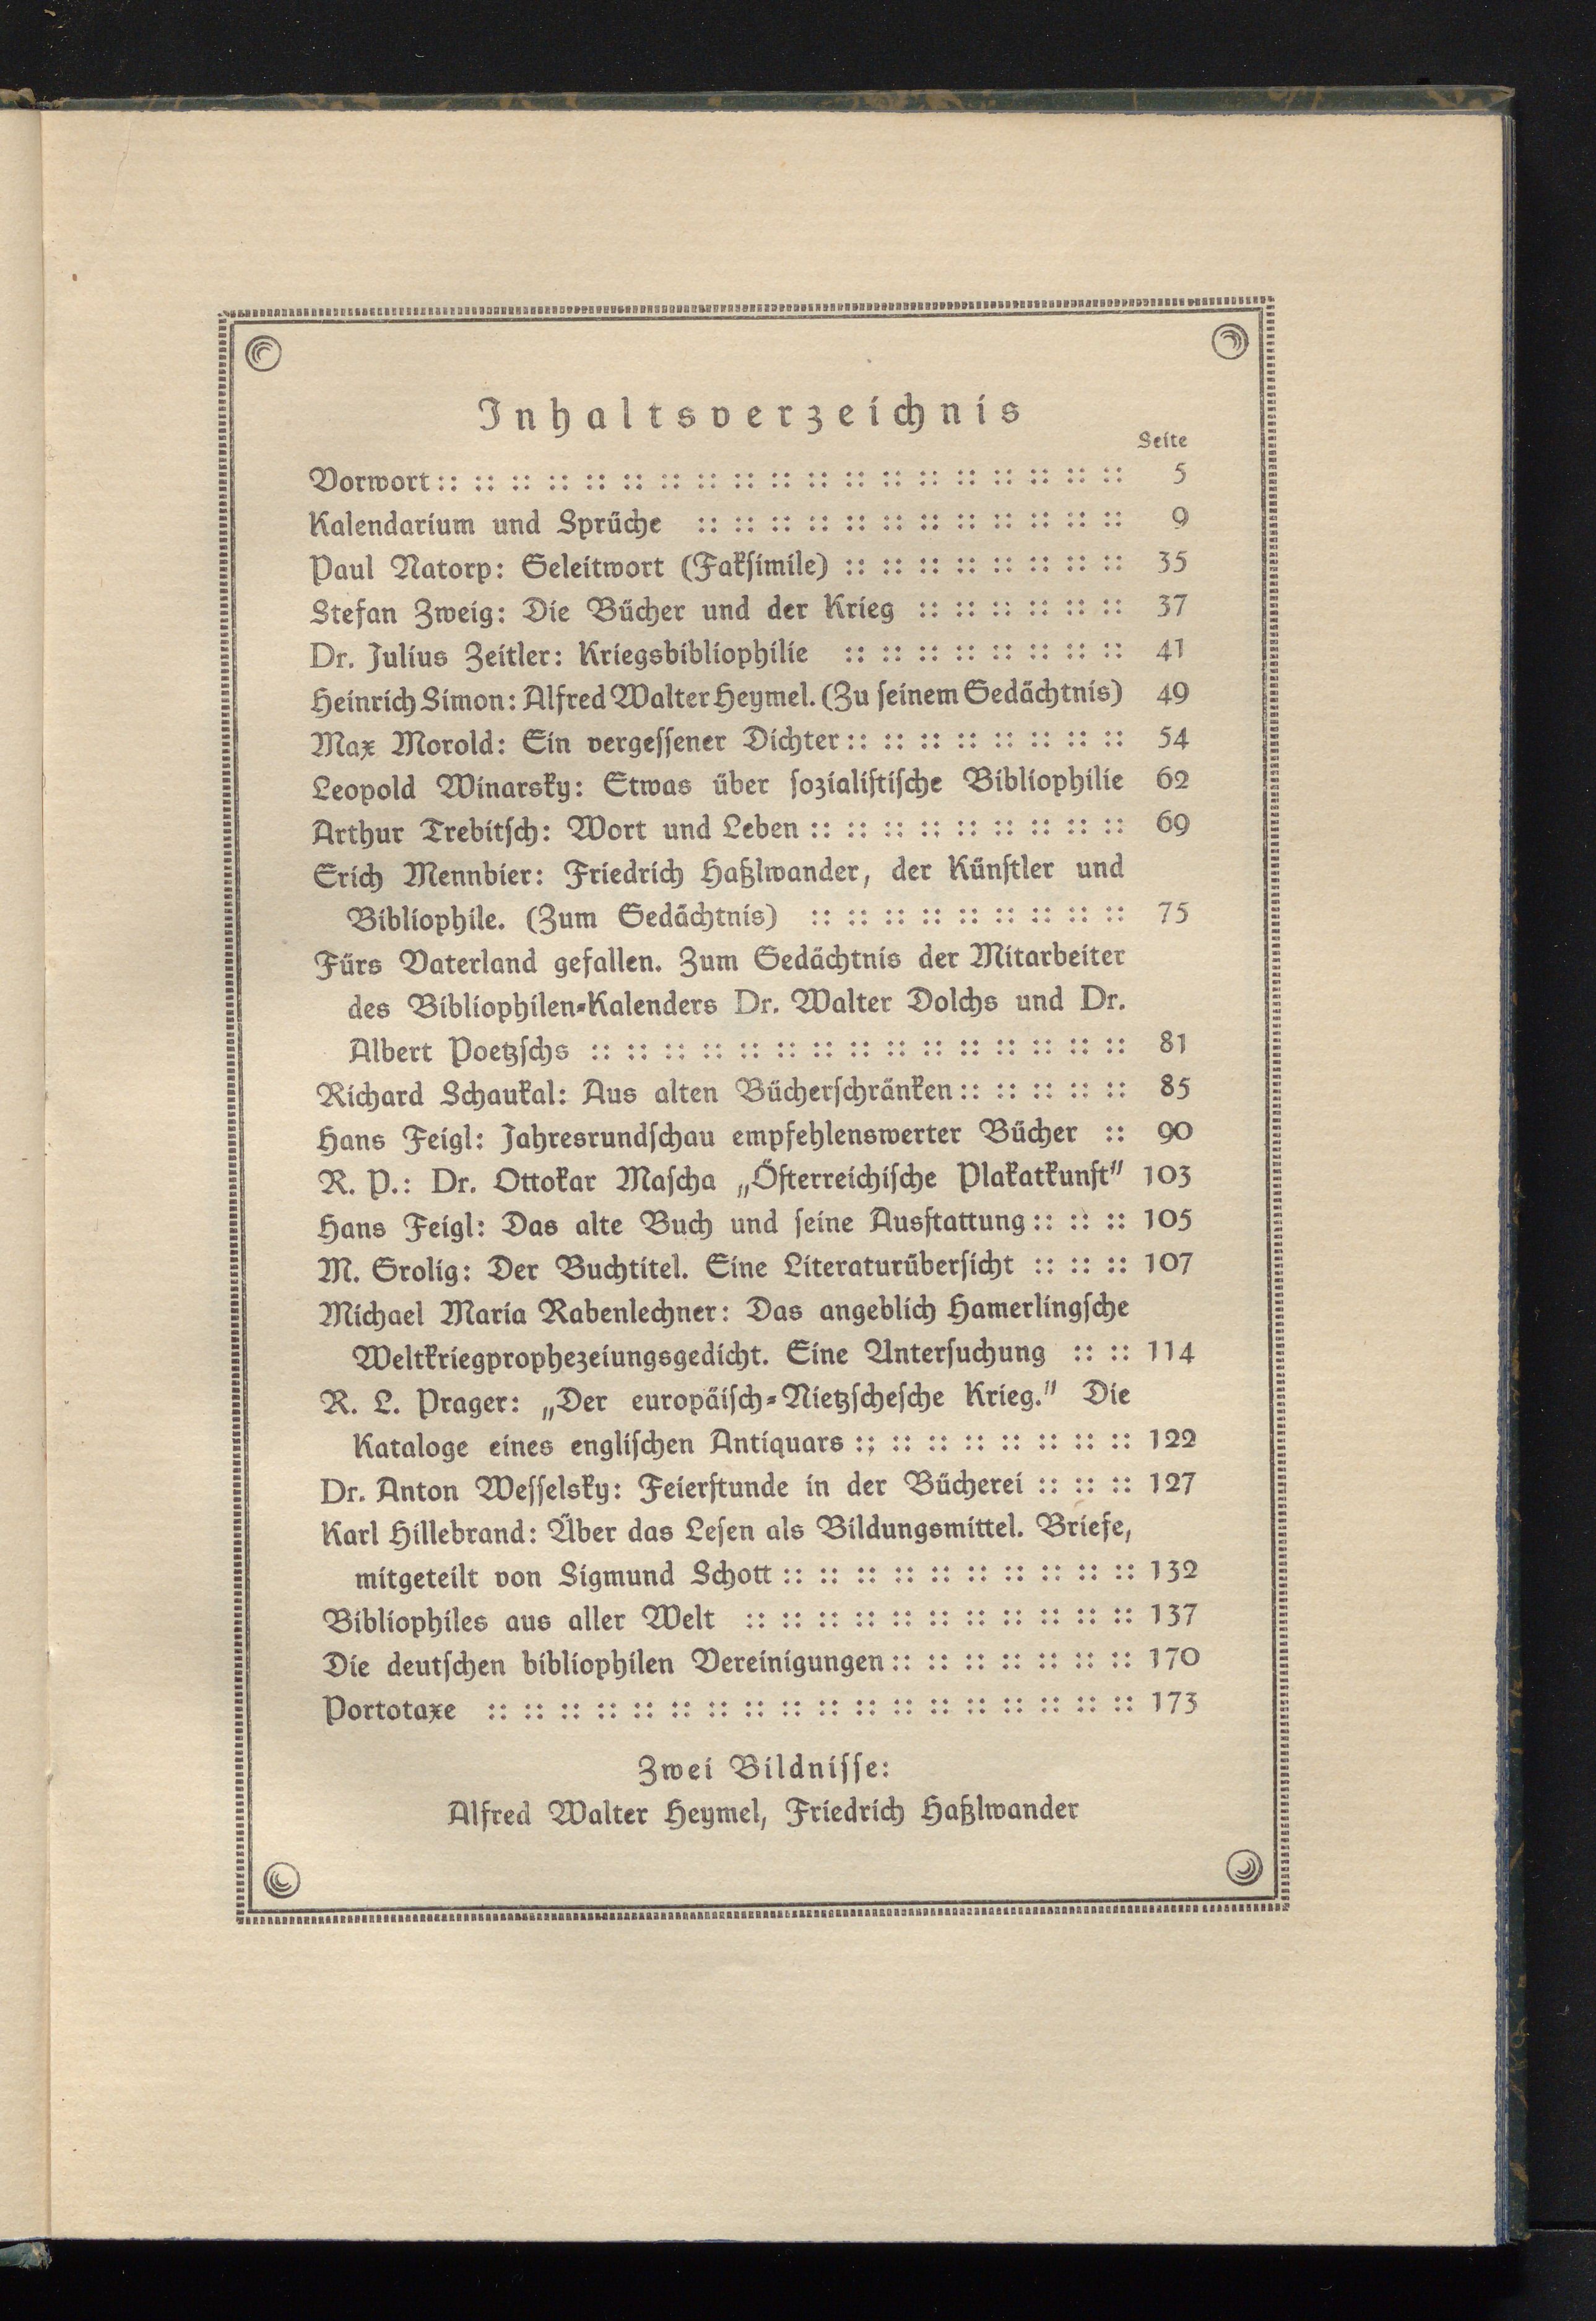 Inhaltsverzeichnis
Seite
Vorwort :: :: :: :: :: :: :: :: :: :: :: :: :: :: :: :: :: :: :: 5
Kalendarium und Sprüche :: :: :: :: :: :: :: :: :: :: :: :: 9
Paul Natorp: Geleitwort (Fakſimile) :: :: :: :: :: :: :: :: 35
Stefan Zweig: Die Bücher und der Krieg :: :: :: :: :: :: 37
Dr. Julius Zeitler: Kriegsbibliophilie :: :: :: :: :: :: :: :: 41
Heinrich Simon: Alfred Walter Heymel. (Zu ſeinem Gedächtnis) 49
Max Morold: Ein vergeſſener Dichter :: :: :: :: :: :: :: :: 54
Leopold Winarsky: Etwas über ſozialiſtiſche Bibliophilie 62
Arthur Trebitſch: Wort und Leben :: :: :: :: :: :: :: :: :: 69
Erich Mennbier: Friedrich Haßlwander, der Künſtler und
Bibliophile. (Zum Gedächtnis) :: :: :: :: :: :: :: :: :: 75
Fürs Vaterland gefallen. Zum Gedächtnis der Mitarbeiter
des Bibliophilen-Kalenders Dr. Walter Dolchs und Dr.
Albert Poetzſchs :: :: :: :: :: :: :: :: :: :: :: :: :: :: :: 81
Richard Schaukal: Aus alten Bücherſchränken :: :: :: :: :: 85
Hans Feigl: Jahresrundſchau empfehlenswerter Bücher :: 90
R. P.: Dr. Ottokar Maſcha „Öſterreichiſche Plakatkunſt" 103
Hans Feigl: Das alte Buch und ſeine Ausſtattung :: :: :: 105
M. Grolig: Der Buchtitel. Eine Literaturüberſicht :: :: :: 107
Michael Maria Rabenlechner: Das angeblich Hamerlingſche
Weltkriegprophezeiungsgedicht. Eine Unterſuchung :: :: 114
R. L. Prager: „Der europäiſch-Nietzſcheſche Krieg." Die
Kataloge eines engliſchen Antiquars :: :: :: :: :: :: :: :: 122
Dr. Anton Weſſelsky: Feierſtunde in der Bücherei :: :: :: 127
Karl Hillebrand: Über das Leſen als Bildungsmittel. Briefe,
mitgeteilt von Sigmund Schott :: :: :: :: :: :: :: :: :: :: 132
Bibliophiles aus aller Welt :: :: :: :: :: :: :: :: :: :: :: 137
Die deutſchen bibliophilen Vereinigungen :: :: :: :: :: :: :: 170
Portotaxe :: :: :: :: :: :: :: :: :: :: :: :: :: :: :: :: :: :: 173
Zwei Bildniſſe:
Alfred Walter Heymel, Friedrich Haßlwander